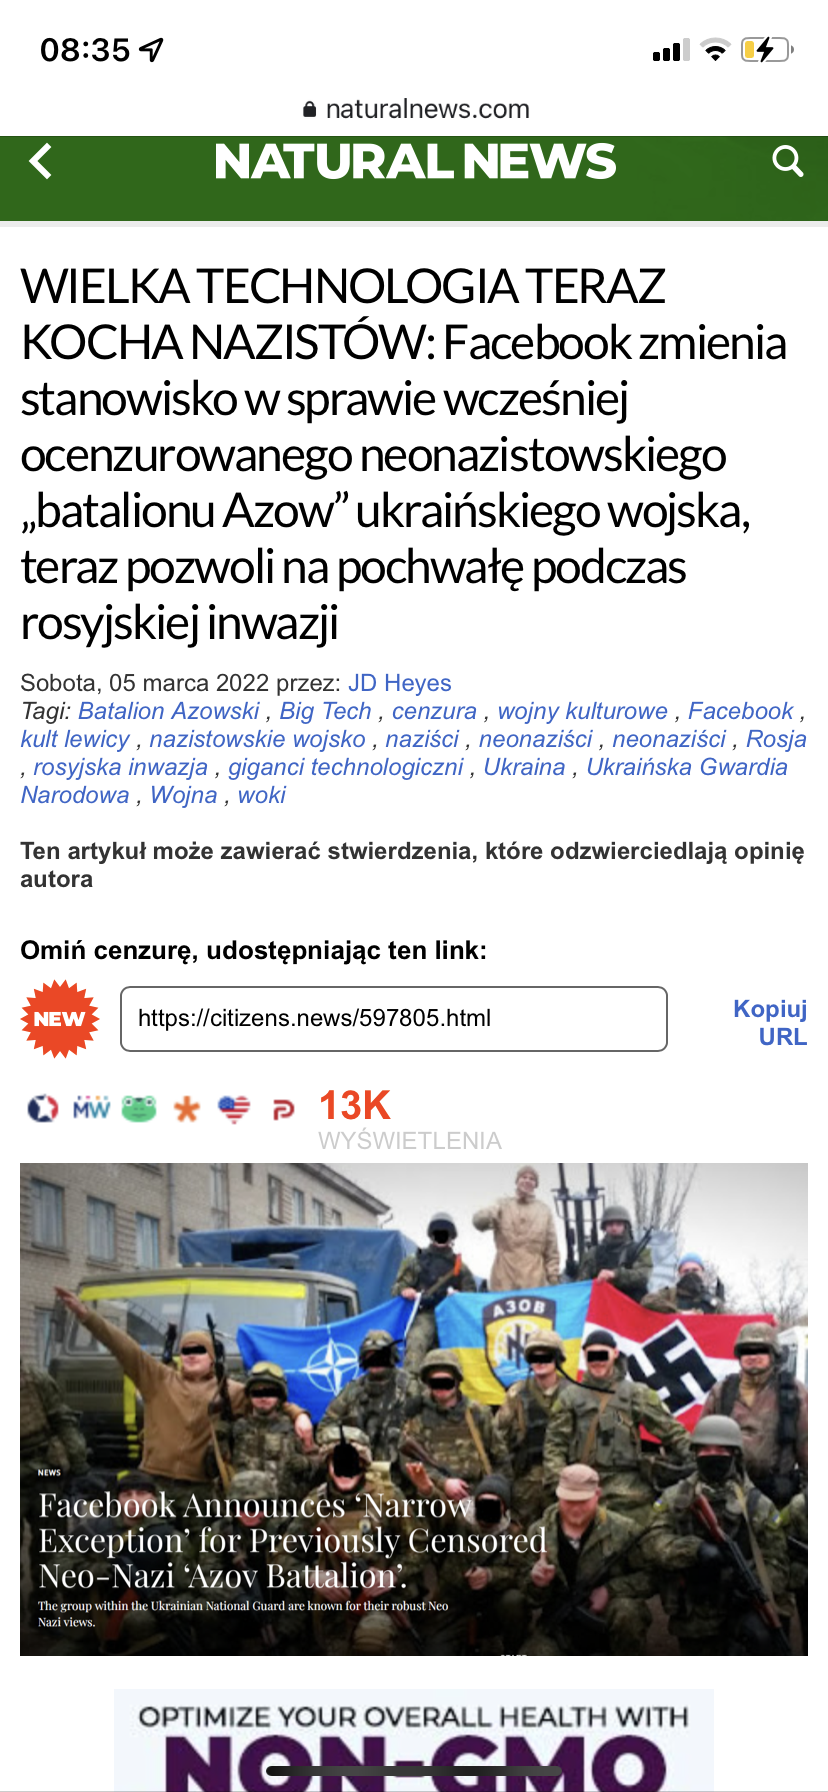 08:35
naturalnews.com
NATURAL NEWS
WIELKA TECHNOLOGIA TERAZ
KOCHA NAZISTÓW: Facebook zmienia
stanowisko w sprawie wcześniej
ocenzurowanego neonazistowskiego
„batalionu Azow” ukraińskiego wojska,
teraz pozwoli na pochwałę podczas
rosyjskiej inwazji
Sobota, 05 marca 2022 przez: JD Heyes
Tagi: Batalion Azowski , Big Tech , cenzura , wojny kulturowe , Facebook ,
kult lewicy , nazistowskie wojsko , naziści , neonaziści , neonaziści , Rosja
, rosyjska inwazja , giganci technologiczni , Ukraina , Ukraińska Gwardia
Narodowa , Wojna , woki
Ten artykuł może zawierać stwierdzenia, które odzwierciedlają opinię
autora
Omiń cenzurę, udostępniając ten link:
NEW
https://citizens.news/597805.html
Kopiuj
URL
MW
13K
WYŚWIETLENIA
АЗОВ
NEWS
Facebook Announces ‘Narrow
Exception’ for Previously Censored
Neo-Nazi ‘Azov Battalion’.
The group within the Ukrainian National Guard are known for their robust Neo
Nazi views.
OPTIMIZE YOUR OVERALL HEALTH WITH
NON-GMO